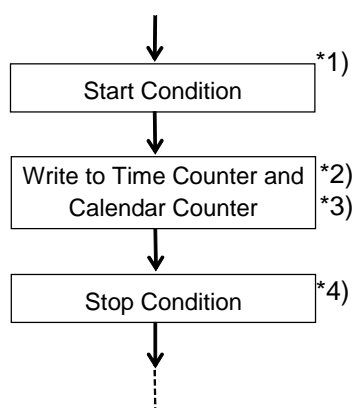 *1)
Start Condition
Write to Time Counter and *2)
Calendar Counter *3)
Stop Condition *4)